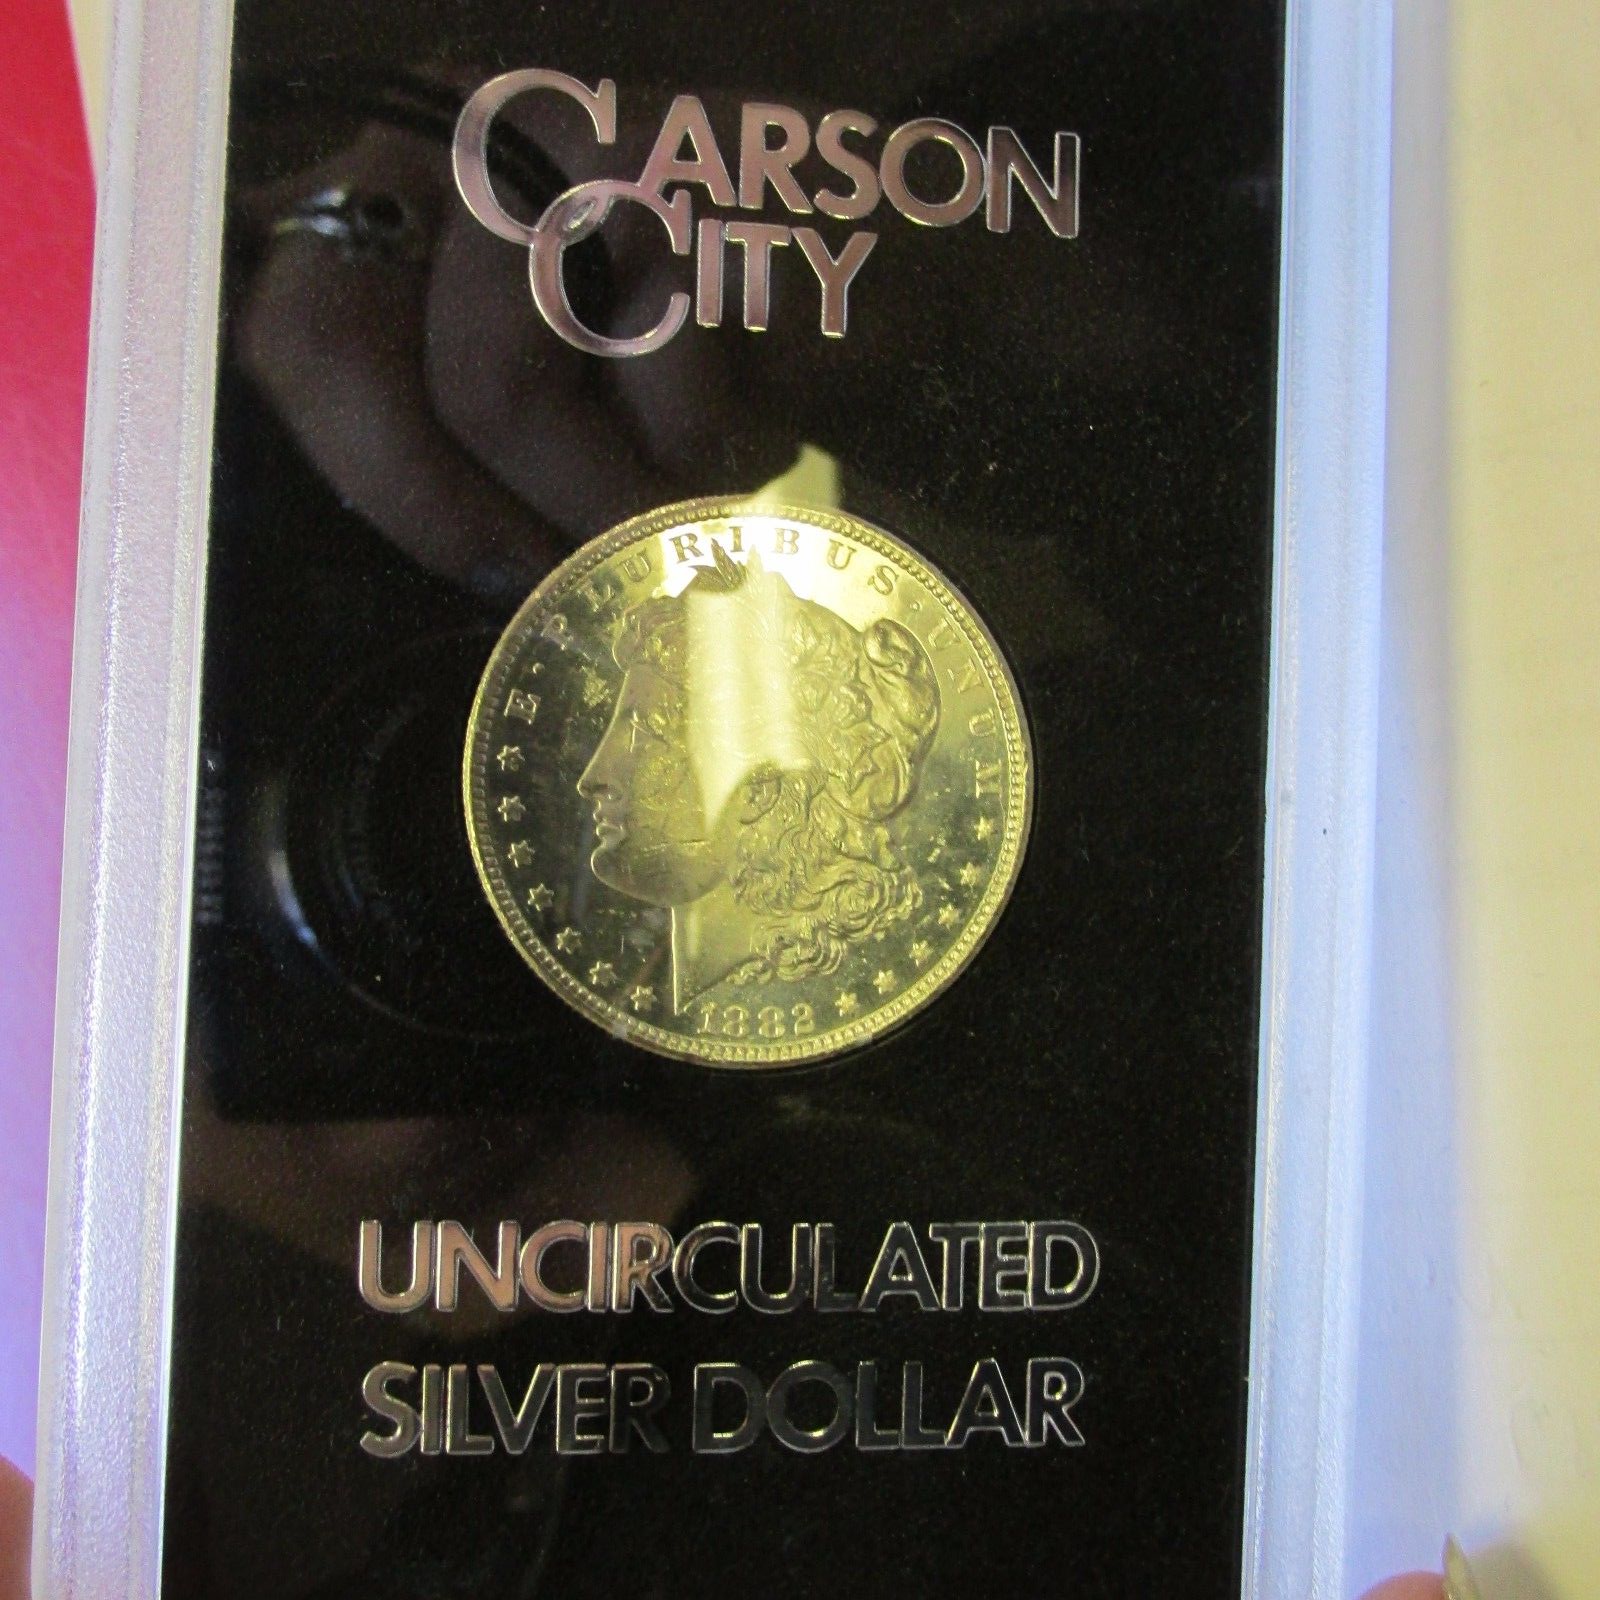 CARSON
CITY
E · PLURIBUS · UNUM
1882
UNCIRCULATED
SILVER DOLLAR